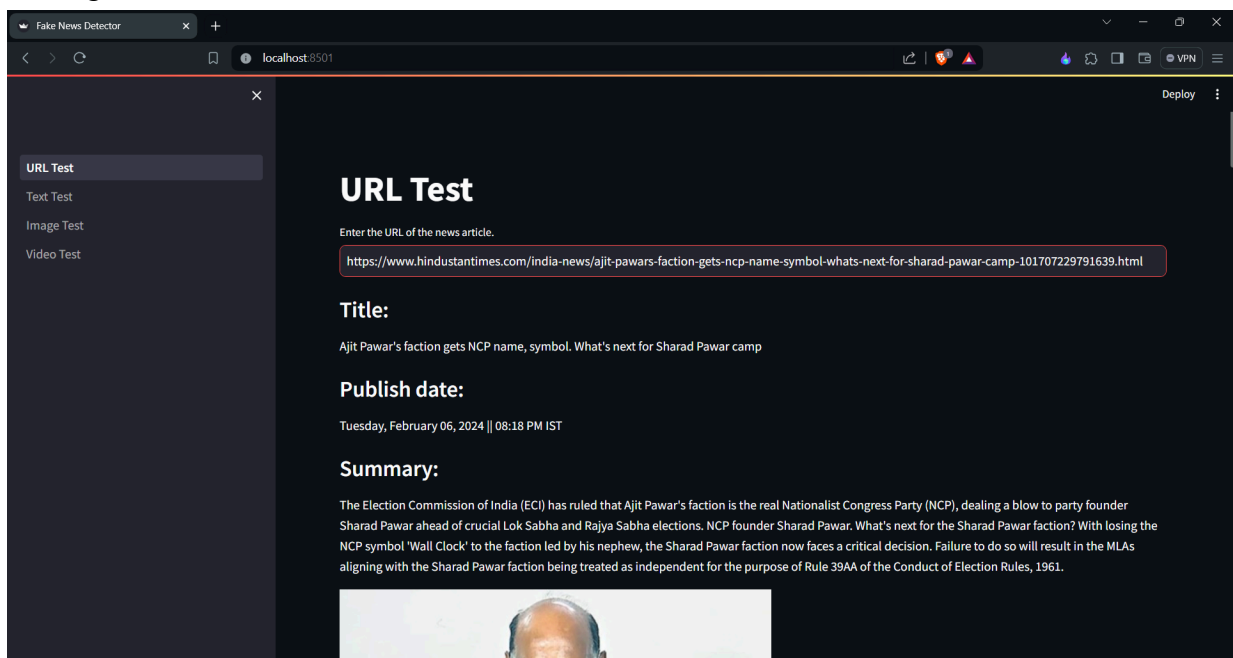 Fake News Detector
localhost:8501
VPN
Deploy
URL Test
Text Test
Image Test
Video Test
URL Test
Enter the URL of the news article.
https://www.hindustantimes.com/india-news/ajit-pawars-faction-gets-ncp-name-symbol-whats-next-for-sharad-pawar-camp-101707229791639.html
Title:
Ajit Pawar's faction gets NCP name, symbol. What's next for Sharad Pawar camp
Publish date:
Tuesday, February 06, 2024 || 08:18 PM IST
Summary:
The Election Commission of India (ECI) has ruled that Ajit Pawar's faction is the real Nationalist Congress Party (NCP), dealing a blow to party founder
Sharad Pawar ahead of crucial Lok Sabha and Rajya Sabha elections. NCP founder Sharad Pawar. What's next for the Sharad Pawar faction? With losing the
NCP symbol 'Wall Clock' to the faction led by his nephew, the Sharad Pawar faction now faces a critical decision. Failure to do so will result in the MLAs
aligning with the Sharad Pawar faction being treated as independent for the purpose of Rule 39AA of the Conduct of Election Rules, 1961.